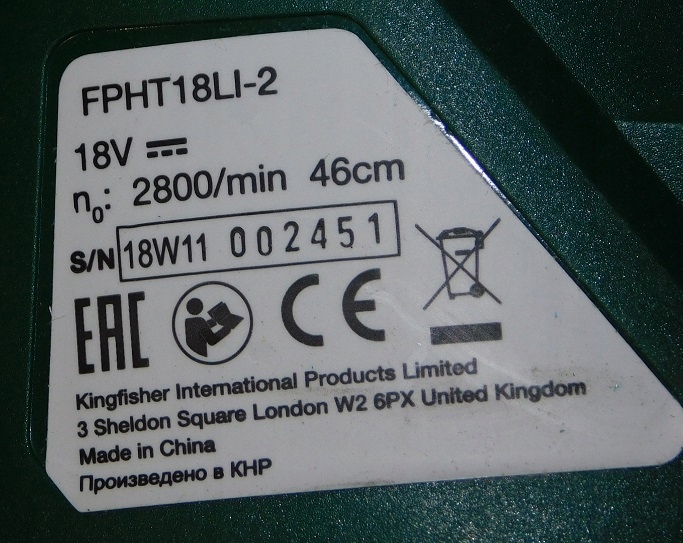 FPHT18LI-2
18V
n0: 2800/min 46cm
S/N 18W11 002451
EAC CE
Kingfisher International Products Limited
3 Sheldon Square London W2 6PX United Kingdom
Made in China
Произведено в КНР